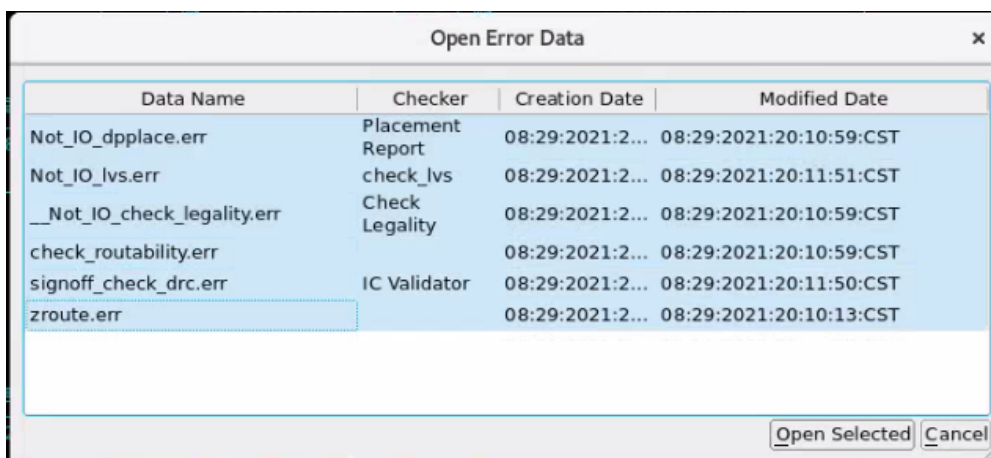 Open Error Data ×
Data Name Checker Creation Date Modified Date
Not_IO_dpplace.err Placement Report 08:29:2021:2... 08:29:2021:20:10:59:CST
Not_IO_lvs.err check_lvs 08:29:2021:2... 08:29:2021:20:11:51:CST
__Not_IO_check_legality.err Check Legality 08:29:2021:2... 08:29:2021:20:10:59:CST
check_routability.err 08:29:2021:2... 08:29:2021:20:10:59:CST
signoff_check_drc.err IC Validator 08:29:2021:2... 08:29:2021:20:11:50:CST
zroute.err 08:29:2021:2... 08:29:2021:20:10:13:CST
Open Selected Cancel